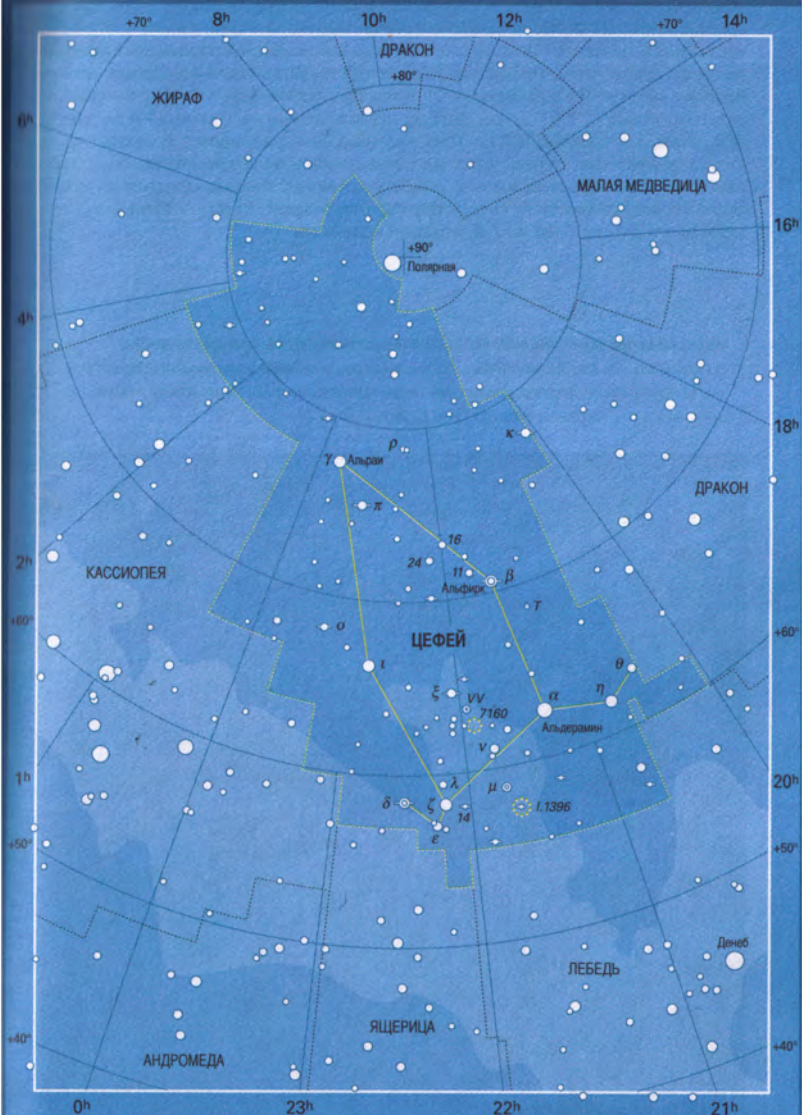 8h
10h
12h
14h
+70°
+70°
ДРАКОН
+80°
ЖИРАФ
6h
МАЛАЯ МЕДВЕДИЦА
16h
+90°
Полярная
4h
18h
κ
ρ
γ Альраи
π
ДРАКОН
16
24
11
β
Альфирк
2h
КАССИОПЕЯ
T
+60°
σ
ЦЕФЕЙ
+60°
ι
θ
ξ
VV
α
η
7160
Альдерамин
ν
1h
λ
μ
20h
δ
ζ
14
I.1396
ε
+50°
+50°
Денеб
ЛЕБЕДЬ
ЯЩЕРИЦА
+40°
+40°
АНДРОМЕДА
0h
23h
22h
21h